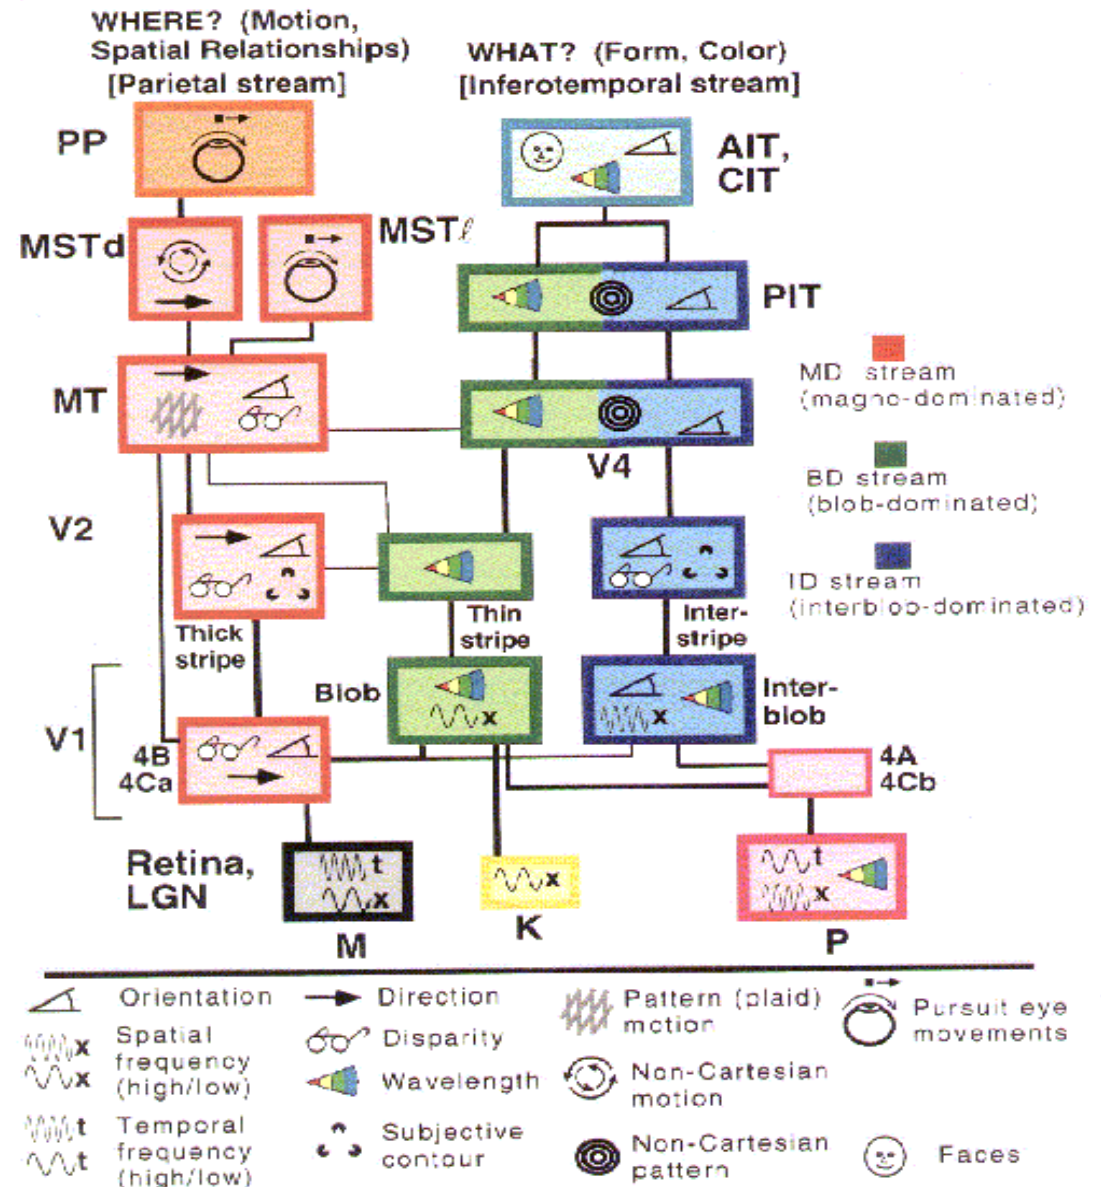 WHERE? (Motion,
Spatial Relationships)
[Parietal stream]
WHAT? (Form, Color)
[Inferotemporal stream]
PP
AIT,
CIT
MSTd
MSTℓ
PIT
MT
V4
MD stream
(magno-dominated)
BD stream
(blob-dominated)
ID stream
(interblob-dominated)
V2
Thick
stripe
Thin
stripe
Inter-
stripe
V1
Blob
x
x
Inter-
blob
4B
4Ca
4A
4Cb
Retina,
LGN
t
x
x
t
x
M
K
P
Orientation
Direction
Pattern (plaid)
motion
Pursuit eye
movements
x
x
Spatial
frequency
(high/low)
Disparity
Wavelength
Non-Cartesian
motion
t
t
Temporal
frequency
(high/low)
Subjective
contour
Non-Cartesian
pattern
Faces